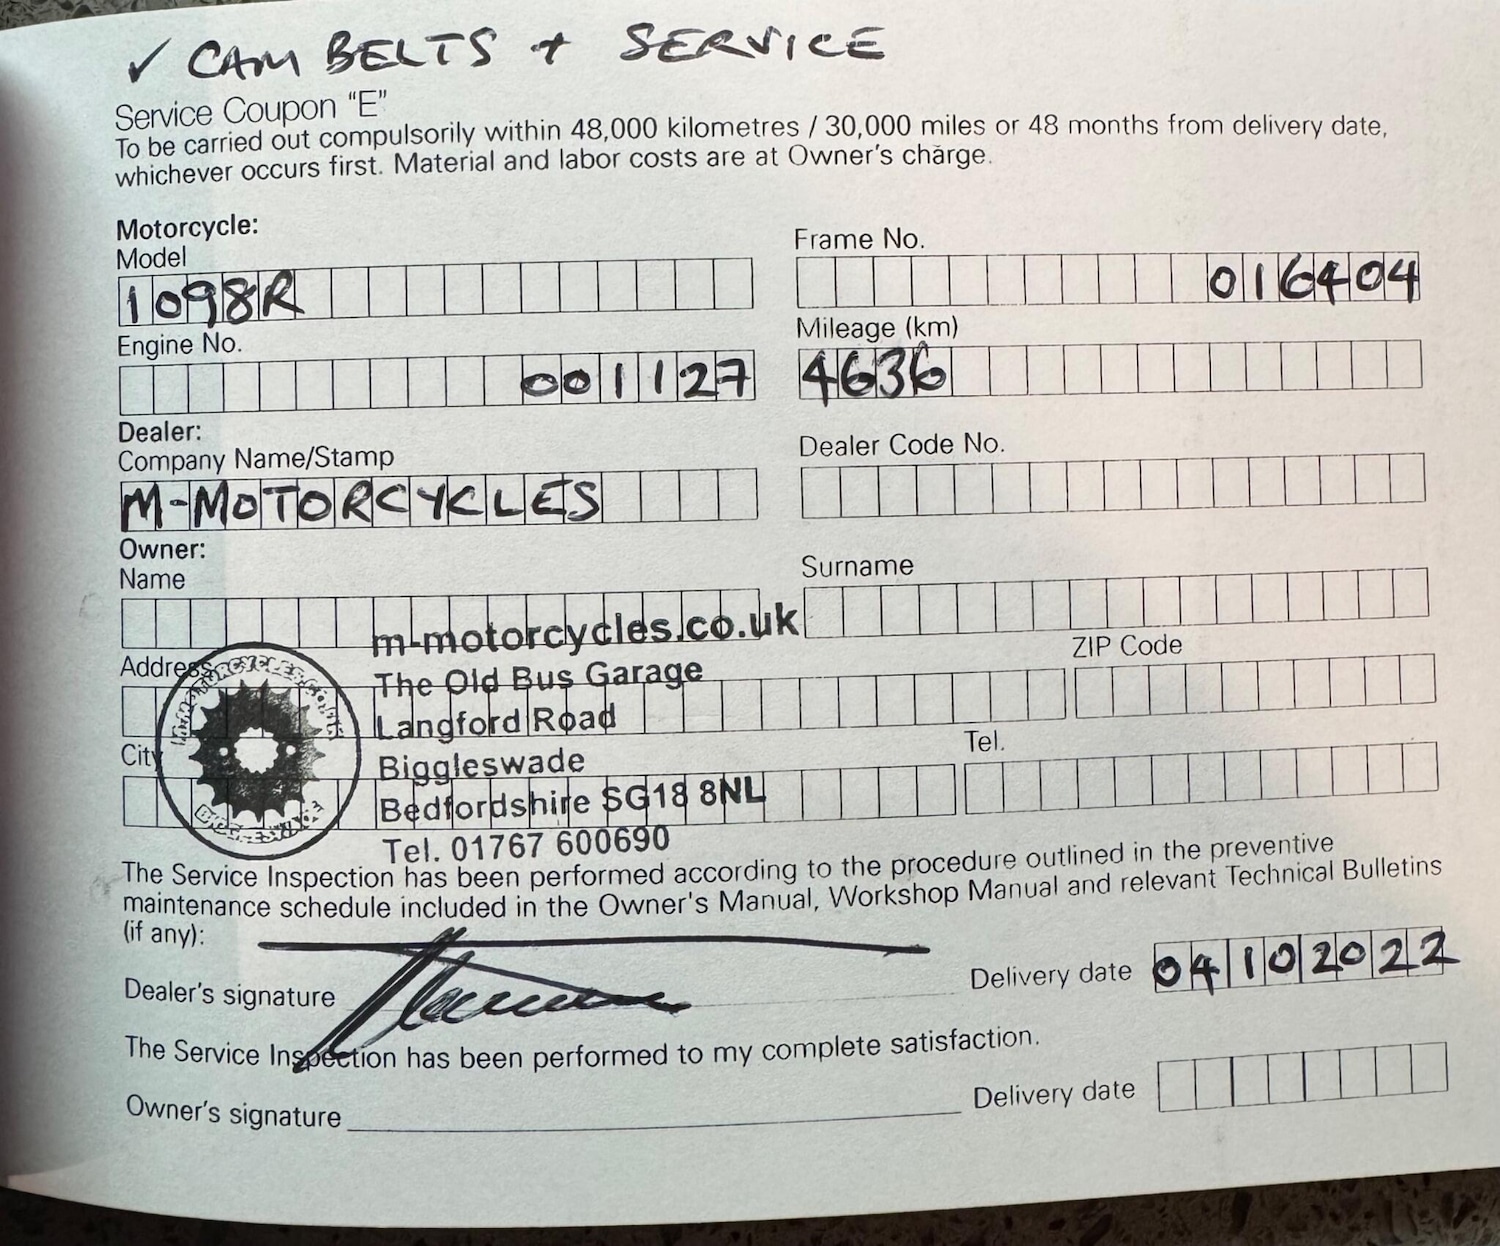 ✓ CAM BELTS + SERVICE
Service Coupon "E"
To be carried out compulsorily within 48,000 kilometres / 30,000 miles or 48 months from delivery date,
whichever occurs first. Material and labor costs are at Owner's charge.
Motorcycle:
Model
1098R
Frame No.
016404
Engine No.
001127
Mileage (km)
4636
Dealer:
Company Name/Stamp
M-MOTORCYCLES
Dealer Code No.
Owner:
Name
Surname
m-motorcycles.co.uk
Address
The Old Bus Garage
ZIP Code
Langford Road
City
Biggleswade
Tel.
Bedfordshire SG18 8NL
Tel. 01767 600690
The Service Inspection has been performed according to the procedure outlined in the preventive
maintenance schedule included in the Owner's Manual, Workshop Manual and relevant Technical Bulletins
(if any):
Dealer's signature
Delivery date 04102022
The Service Inspection has been performed to my complete satisfaction.
Owner's signature
Delivery date